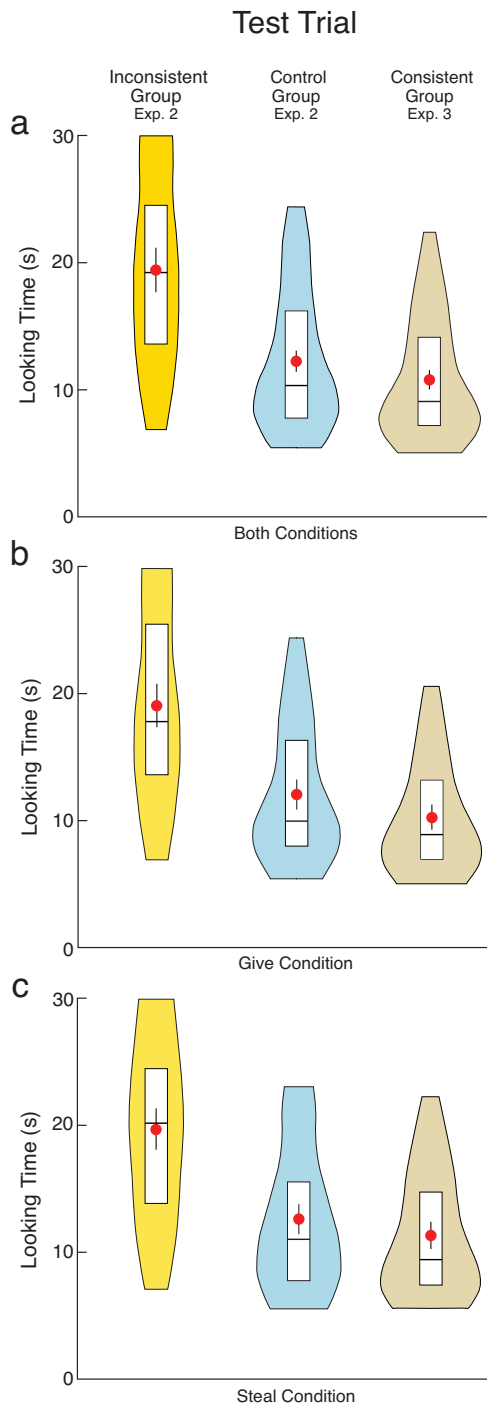 Test Trial
Inconsistent Group Exp. 2
Control Group Exp. 2
Consistent Group Exp. 3
a
30
20
10
0
Looking Time (s)
Both Conditions
b
30
20
10
0
Looking Time (s)
Give Condition
c
30
20
10
0
Looking Time (s)
Steal Condition